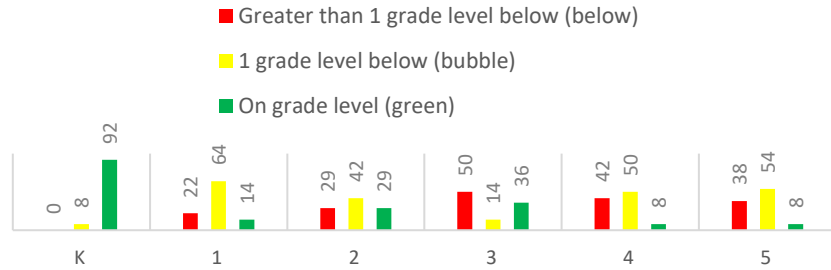 Greater than 1 grade level below (below)
1 grade level below (bubble)
On grade level (green)
0 8 92 22 64 14 29 42 29 50 14 36 42 50 8 38 54 8
K 1 2 3 4 5